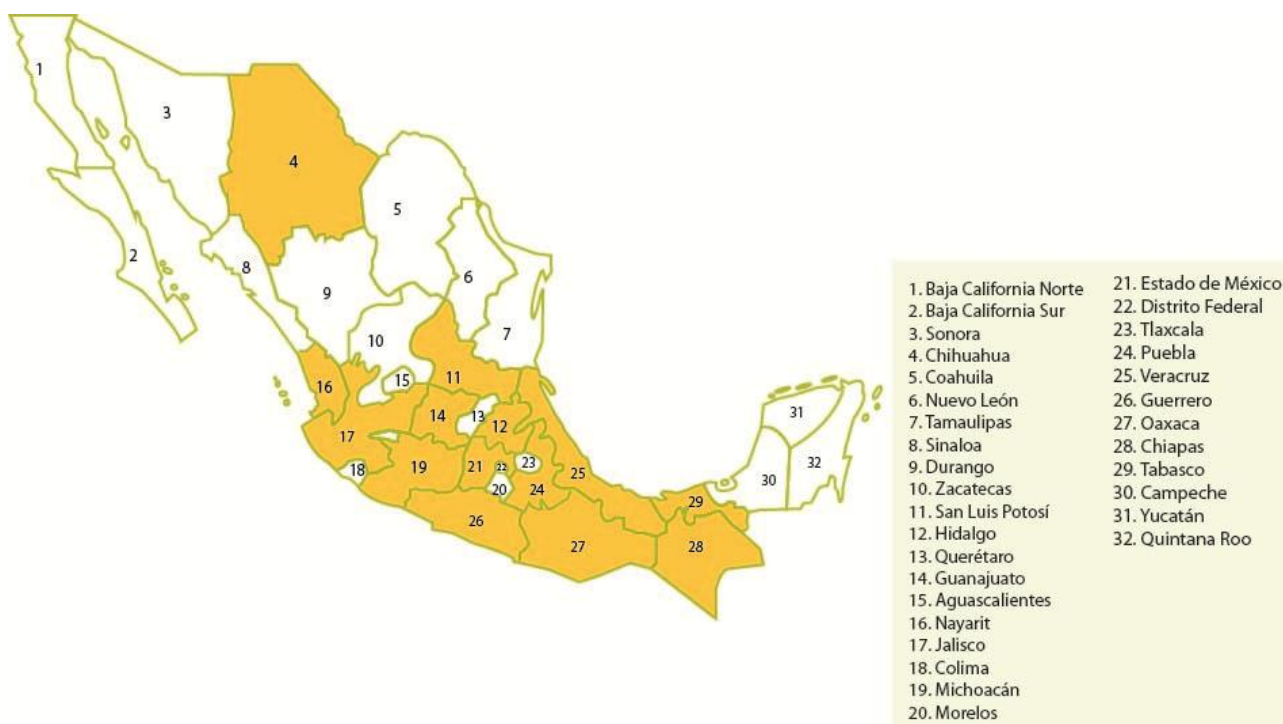 1
3
4
5
2
8
6
9
7
10
15
11
16
31
14
13
12
17
32
30
18
19
21
22
23
25
20
24
29
26
27
28
1. Baja California Norte
2. Baja California Sur
3. Sonora
4. Chihuahua
5. Coahuila
6. Nuevo León
7. Tamaulipas
8. Sinaloa
9. Durango
10. Zacatecas
11. San Luis Potosí
12. Hidalgo
13. Querétaro
14. Guanajuato
15. Aguascalientes
16. Nayarit
17. Jalisco
18. Colima
19. Michoacán
20. Morelos
21. Estado de México
22. Distrito Federal
23. Tlaxcala
24. Puebla
25. Veracruz
26. Guerrero
27. Oaxaca
28. Chiapas
29. Tabasco
30. Campeche
31. Yucatán
32. Quintana Roo